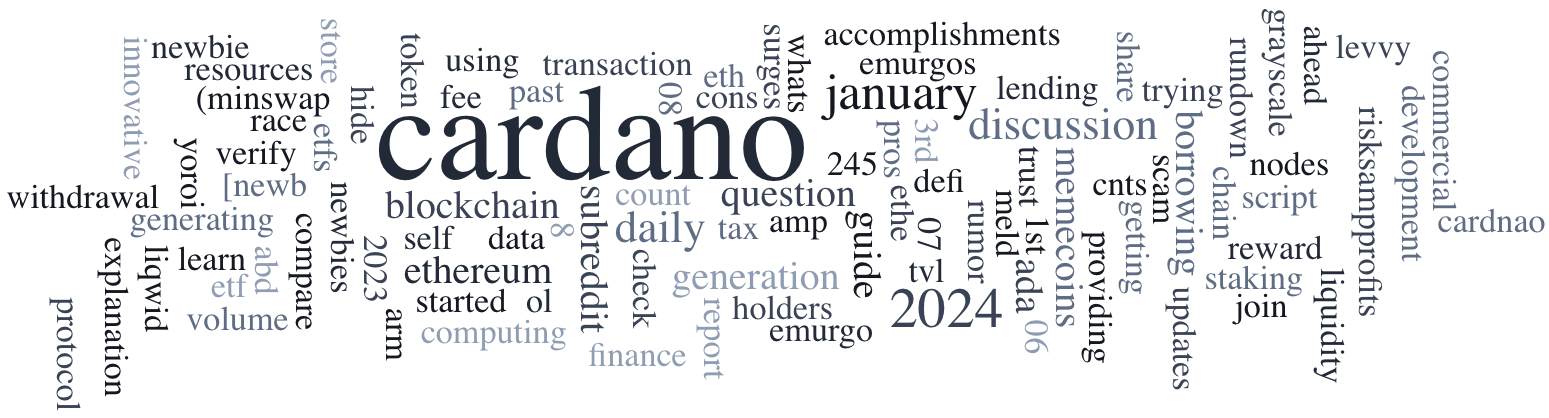 innovative
newbie
resources
store
(minswap
race
etfs
hide
token
using
fee
past
transaction
eth
08
cons
surges
whats
accomplishments
emurgos
january
lending
share
trying
rundown
grayscale
ahead
levvy
commercial
development
risksampprofits
cardano
discussion
yoroi
verify
[newb
newbies
withdrawal
generating
blockchain
8
subreddit
count
question
245
pros
3rd
ethe
defi
07
rumor
meld
trust
1st
memecoins
cnts
scam
getting
borrowing
chain
nodes
script
cardnao
explanation
liqwid
learn
abd
etf
compare
2023
self
data
daily
tax
amp
guide
ethereum
check
generation
tvl
ada
providing
reward
staking
join
liquidity
protocol
volume
arm
started
ol
computing
report
holders
emurgo
2024
06
updates
finance